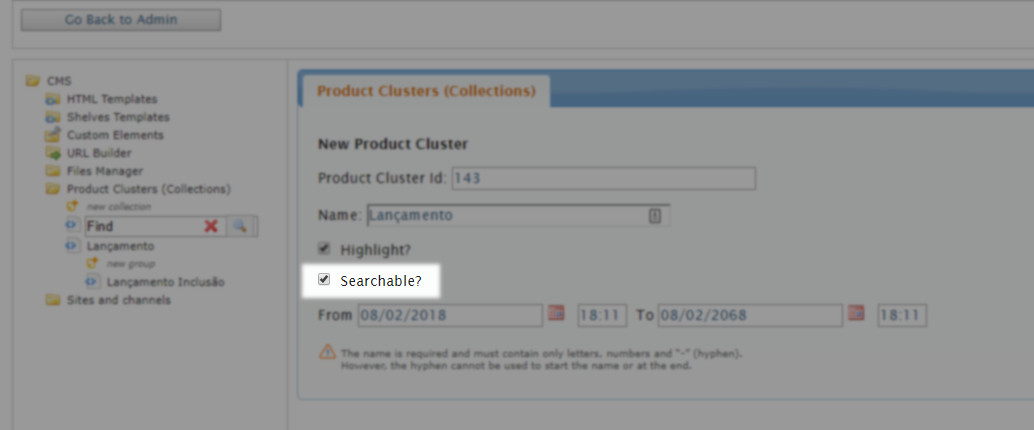 Go Back to Admin
CMS
HTML Templates
Shelves Templates
Custom Elements
URL Builder
Files Manager
Product Clusters (Collections)
new collection
Find
Lançamento
new group
Lançamento Inclusão
Sites and channels
Product Clusters (Collections)
New Product Cluster
Product Cluster Id: 143
Name: Lançamento
Highlight?
Searchable?
From 08/02/2018 18:11 To 08/02/2068 18:11
The name is required and must contain only letters, numbers and "-" (hyphen).
However, the hyphen cannot be used to start the name or at the end.